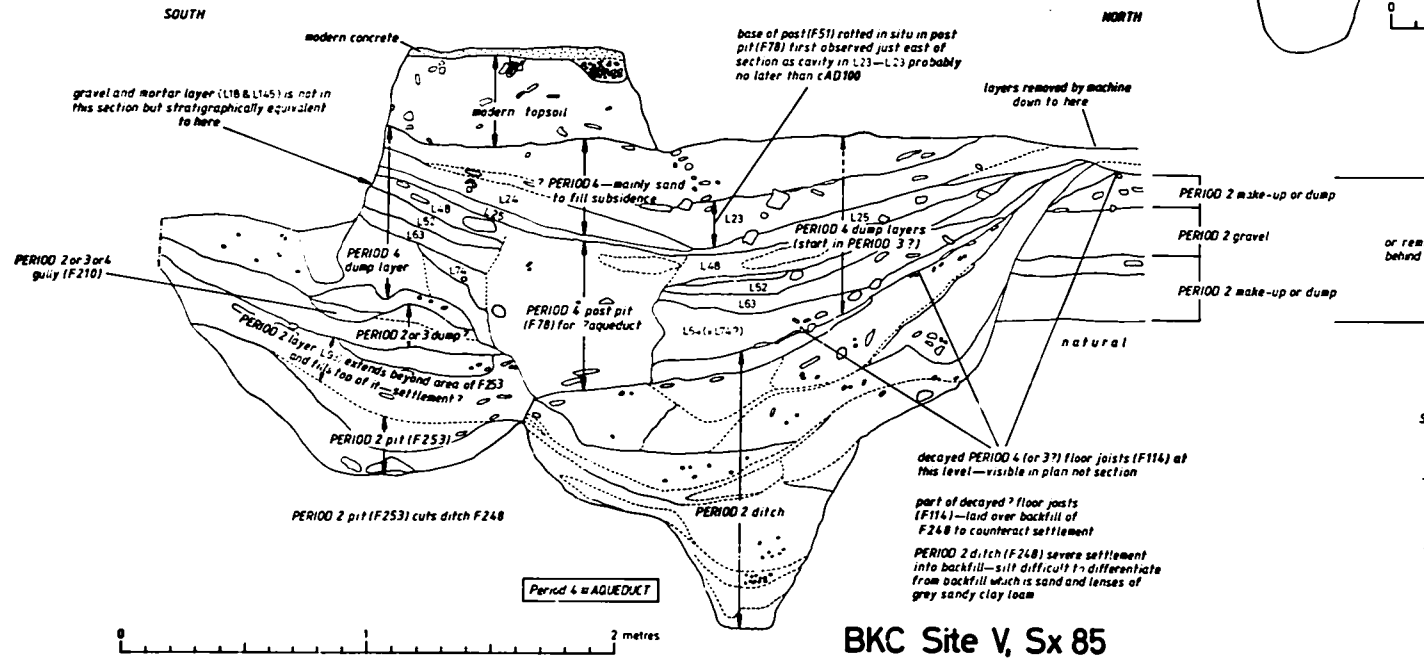 SOUTH
NORTH
0
modern concrete
base of post (F51) rotted in situ in post
pit (F78) first observed just east of
section as cavity in L23—L23 probably
no later than cAD100
gravel and mortar layer (L18 & L145) is not in
this section but stratigraphically equivalent
to here
modern topsoil
layers removed by machine
down to here
? PERIOD 4—mainly sand
to fill subsidence
L24
L48
L25
L52
L63
L74
L23
L25
PERIOD 4 dump layers
(start in PERIOD 3?)
L48
L52
L63
PERIOD 2 make-up or dump
PERIOD 2 gravel
PERIOD 2 make-up or dump
natural
or rem
behind
PERIOD 2 or 3 or 4
gully (F210)
PERIOD 4
dump layer
PERIOD 2 or 3 dump?
PERIOD 4 post pit
(F78) for ?aqueduct
PERIOD 2 layer extends beyond area of F253
and fills top of it—settlement?
PERIOD 2 pit (F253)
PERIOD 2 pit (F253) cuts ditch F248
PERIOD 2 ditch
decayed PERIOD 4 (or 3?) floor joists (F114) at
this level—visible in plan not section
part of decayed ? floor joists
(F114)—laid over backfill of
F248 to counteract settlement
PERIOD 2 ditch (F248) severe settlement
into backfill—silt difficult to differentiate
from backfill which is sand and lenses of
grey sandy clay loam
Period 4 = AQUEDUCT
0 1 2 metres
BKC Site V, Sx 85